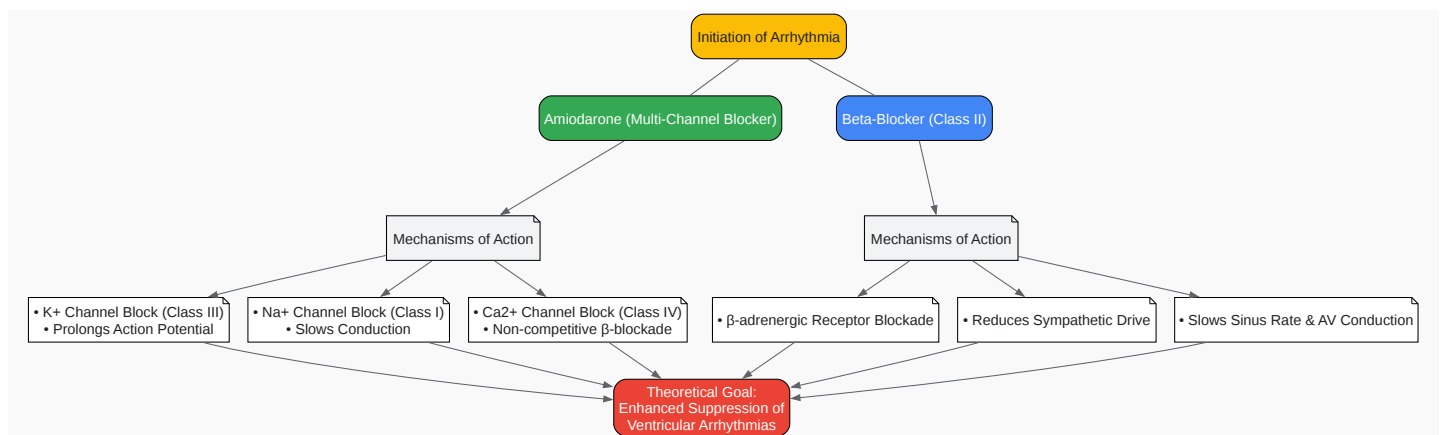 Initiation of Arrhythmia
Amiodarone (Multi-Channel Blocker)
Beta-Blocker (Class II)
Mechanisms of Action
Mechanisms of Action
• K+ Channel Block (Class III)
• Prolongs Action Potential
• Na+ Channel Block (Class I)
• Slows Conduction
• Ca2+ Channel Block (Class IV)
• Non-competitive β-blockade
• β-adrenergic Receptor Blockade
• Reduces Sympathetic Drive
• Slows Sinus Rate & AV Conduction
Theoretical Goal:
Enhanced Suppression of
Ventricular Arrhythmias